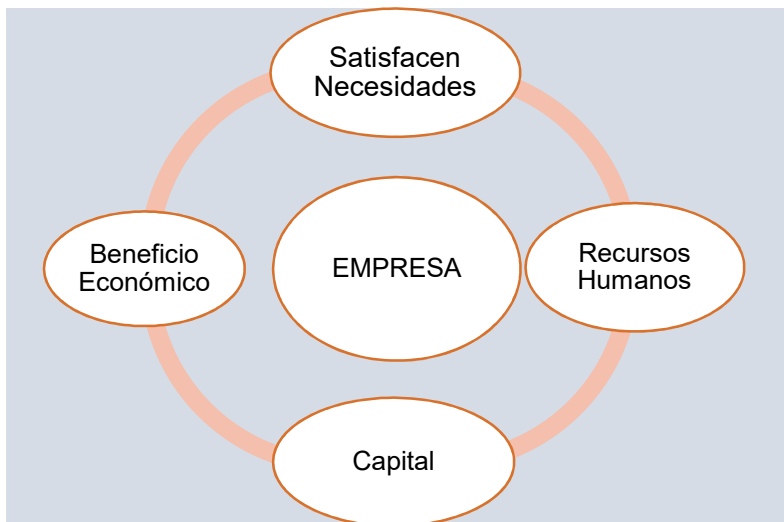 Satisfacen
Necesidades
Beneficio
Económico
EMPRESA
Recursos
Humanos
Capital